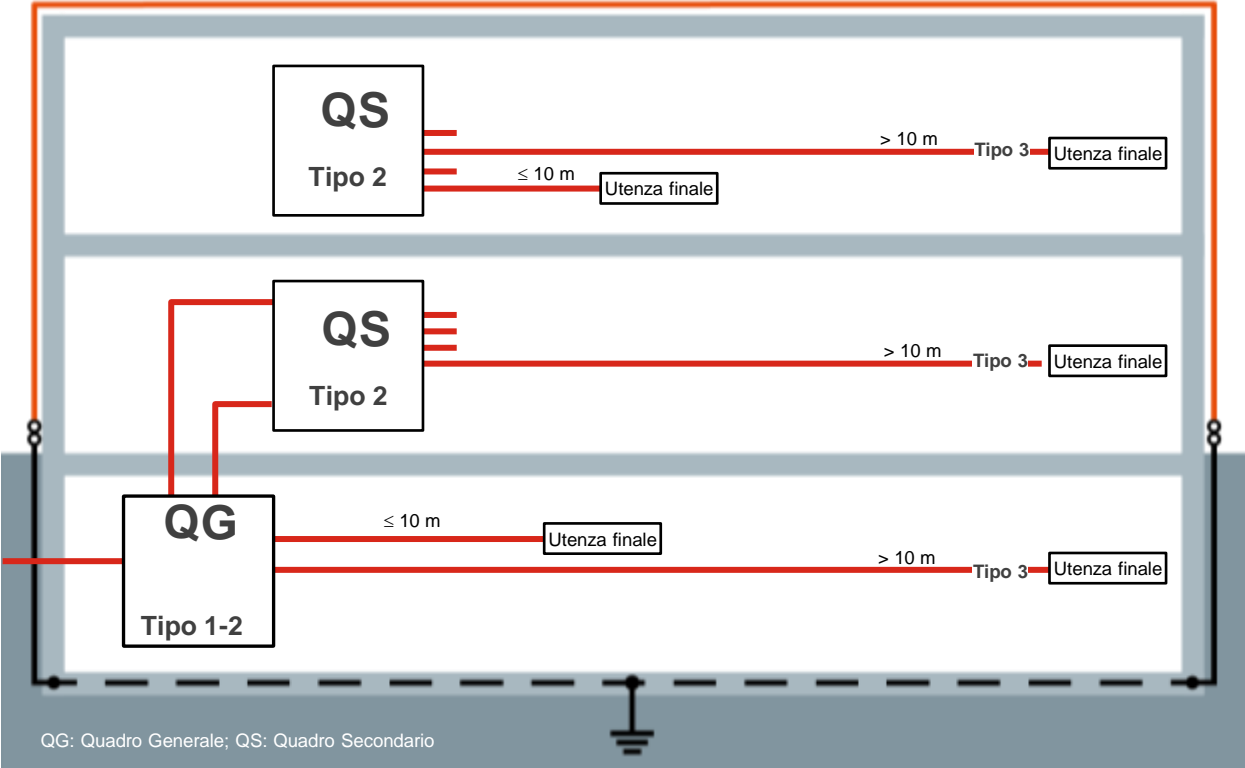 QS
Tipo 2
> 10 m
Tipo 3
Utenza finale
≤ 10 m
Utenza finale
QS
Tipo 2
> 10 m
Tipo 3
Utenza finale
QG
Tipo 1-2
≤ 10 m
Utenza finale
> 10 m
Tipo 3
Utenza finale
QG: Quadro Generale; QS: Quadro Secondario